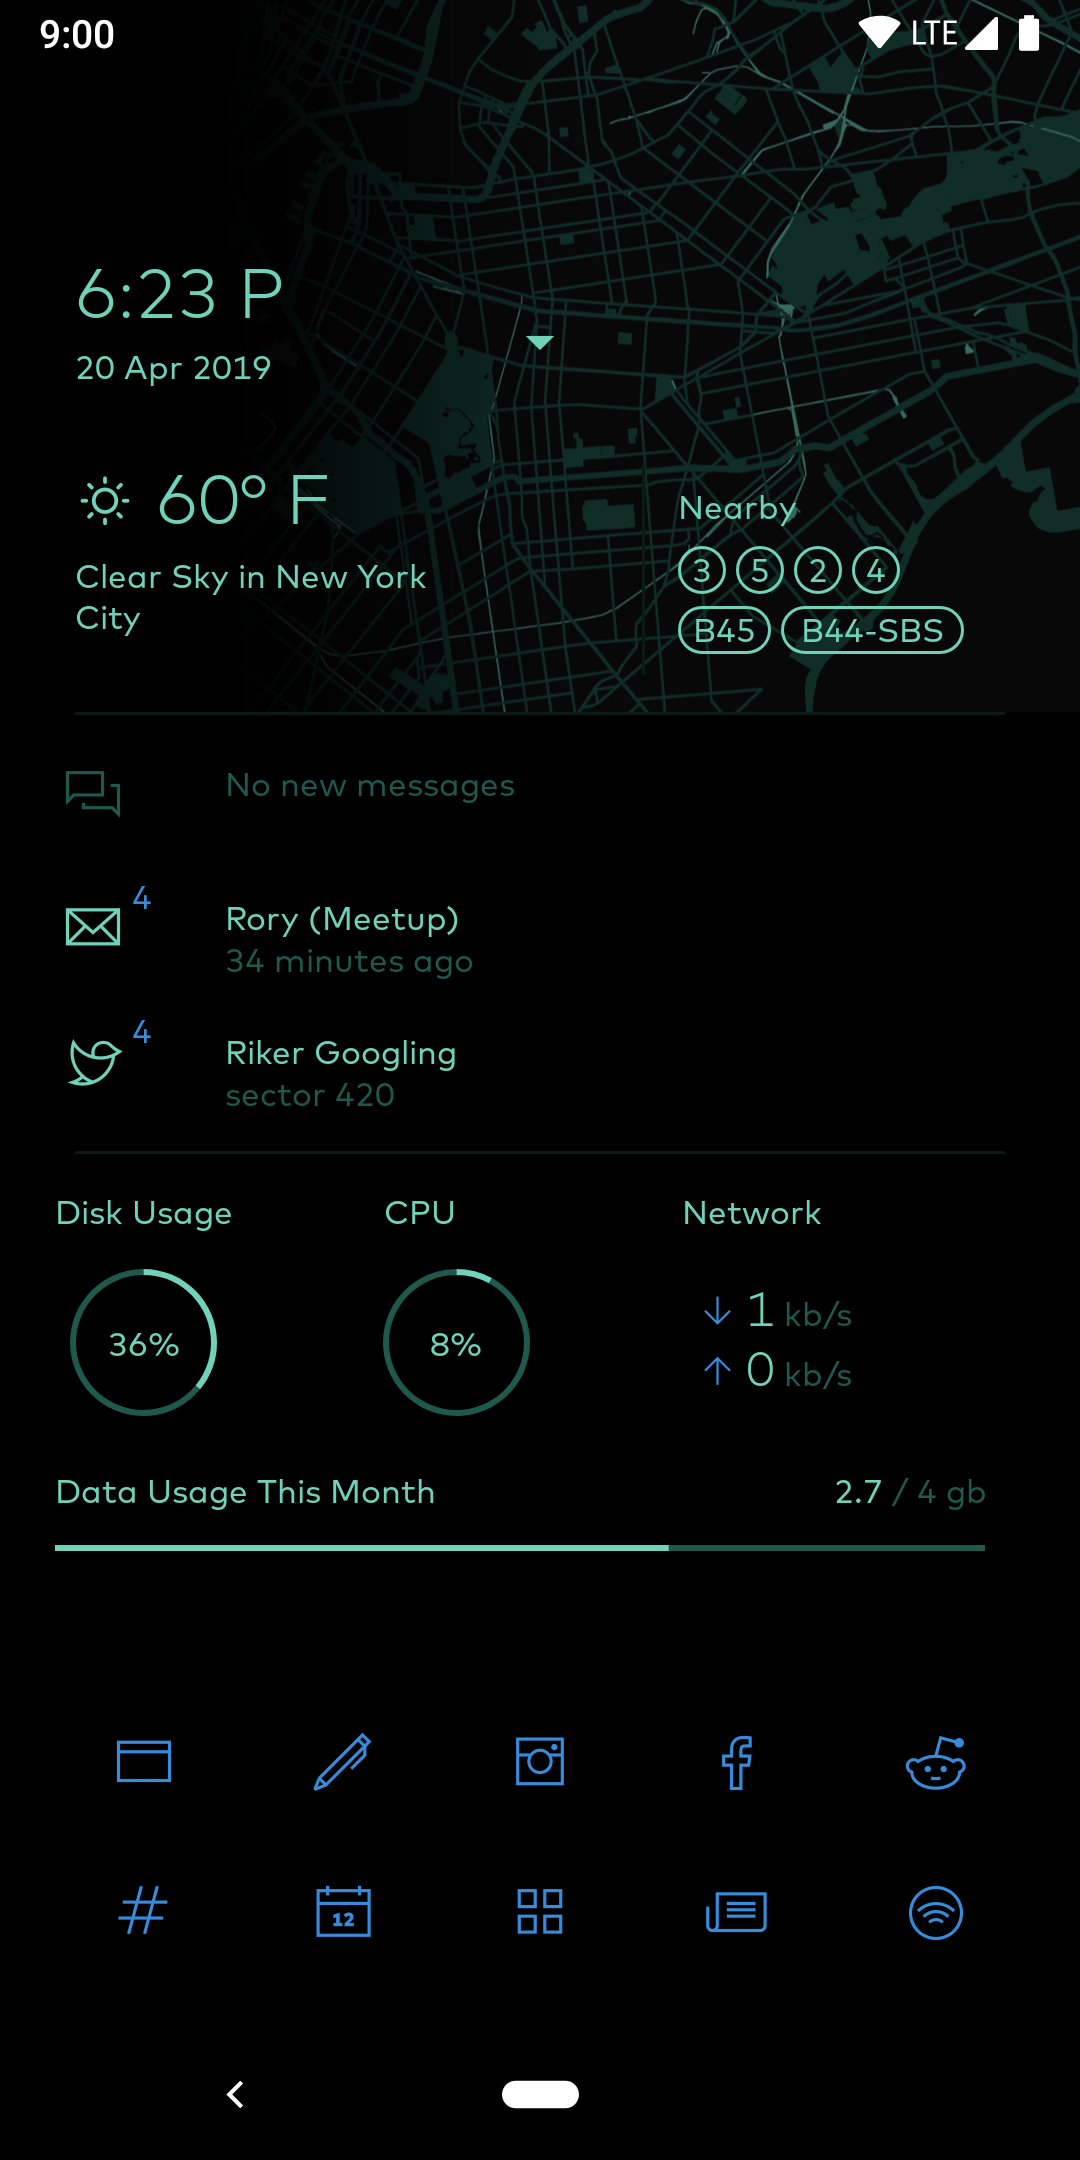 9:00 LTE
6:23 P
20 Apr 2019
60° F
Clear Sky in New York
City
Nearby
3 5 2 4
B45 B44-SBS
No new messages
4
Rory (Meetup)
34 minutes ago
4
Riker Googling
sector 420
Disk Usage CPU Network
36% 8%
1 kb/s
0 kb/s
Data Usage This Month 2.7 / 4 gb
12